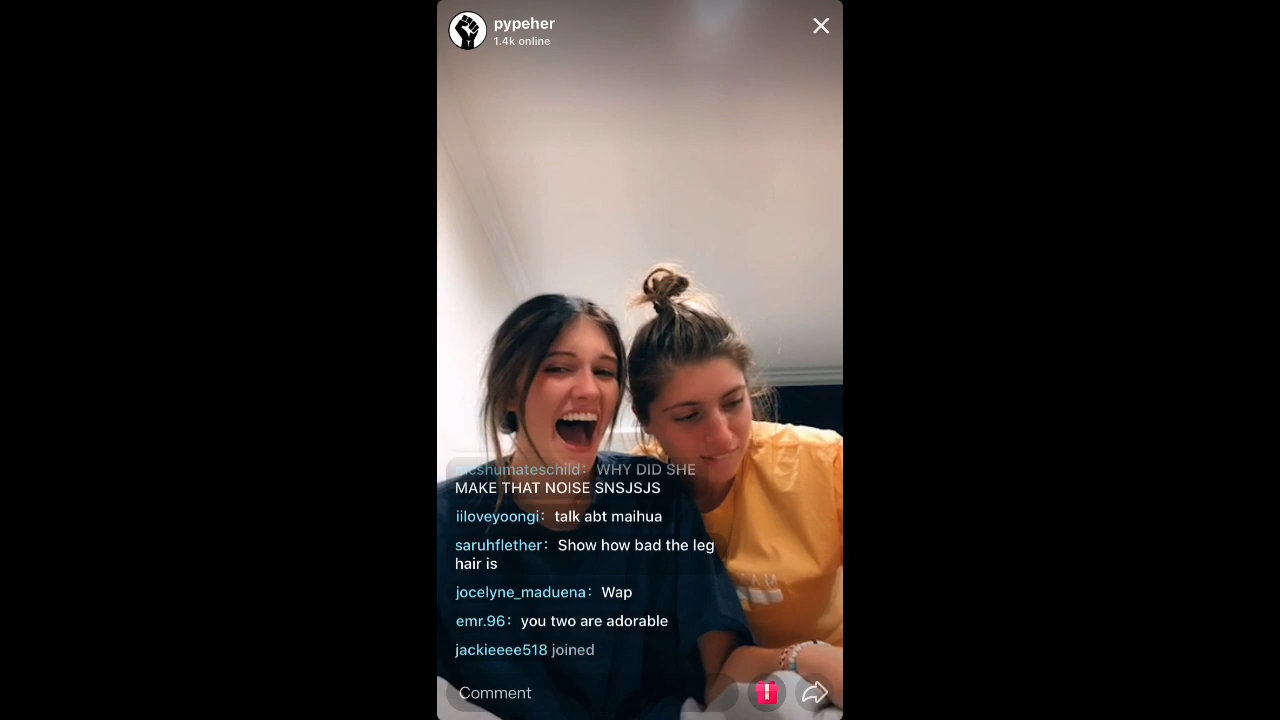 pypeher
1.4k online
mcshumateschild: WHY DID SHE
MAKE THAT NOISE SNSJSJS
iiloveyoongi: talk abt maihua
saruhflether: Show how bad the leg
hair is
jocelyne_maduena: Wap
emr.96: you two are adorable
jackieeee518 joined
Comment